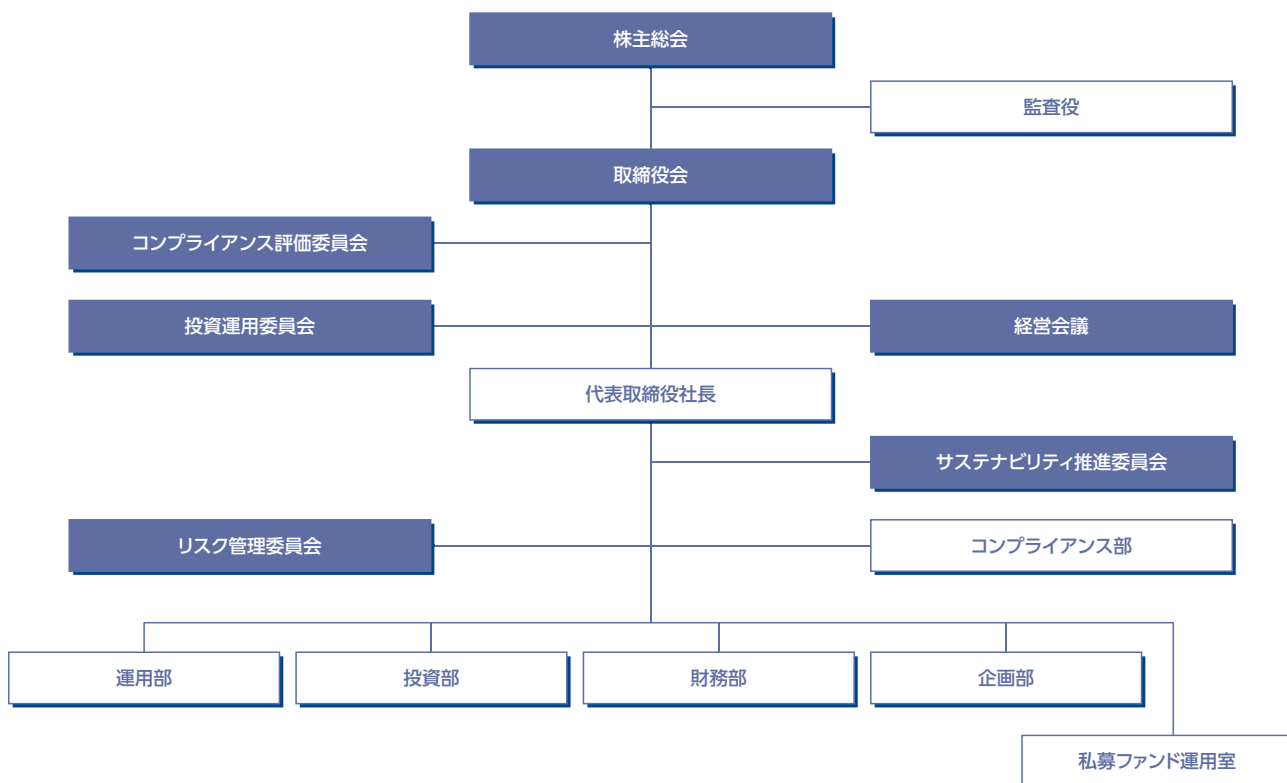 株主総会
監査役
取締役会
コンプライアンス評価委員会
投資運用委員会
経営会議
代表取締役社長
サステナビリティ推進委員会
リスク管理委員会
コンプライアンス部
運用部
投資部
財務部
企画部
私募ファンド運用室